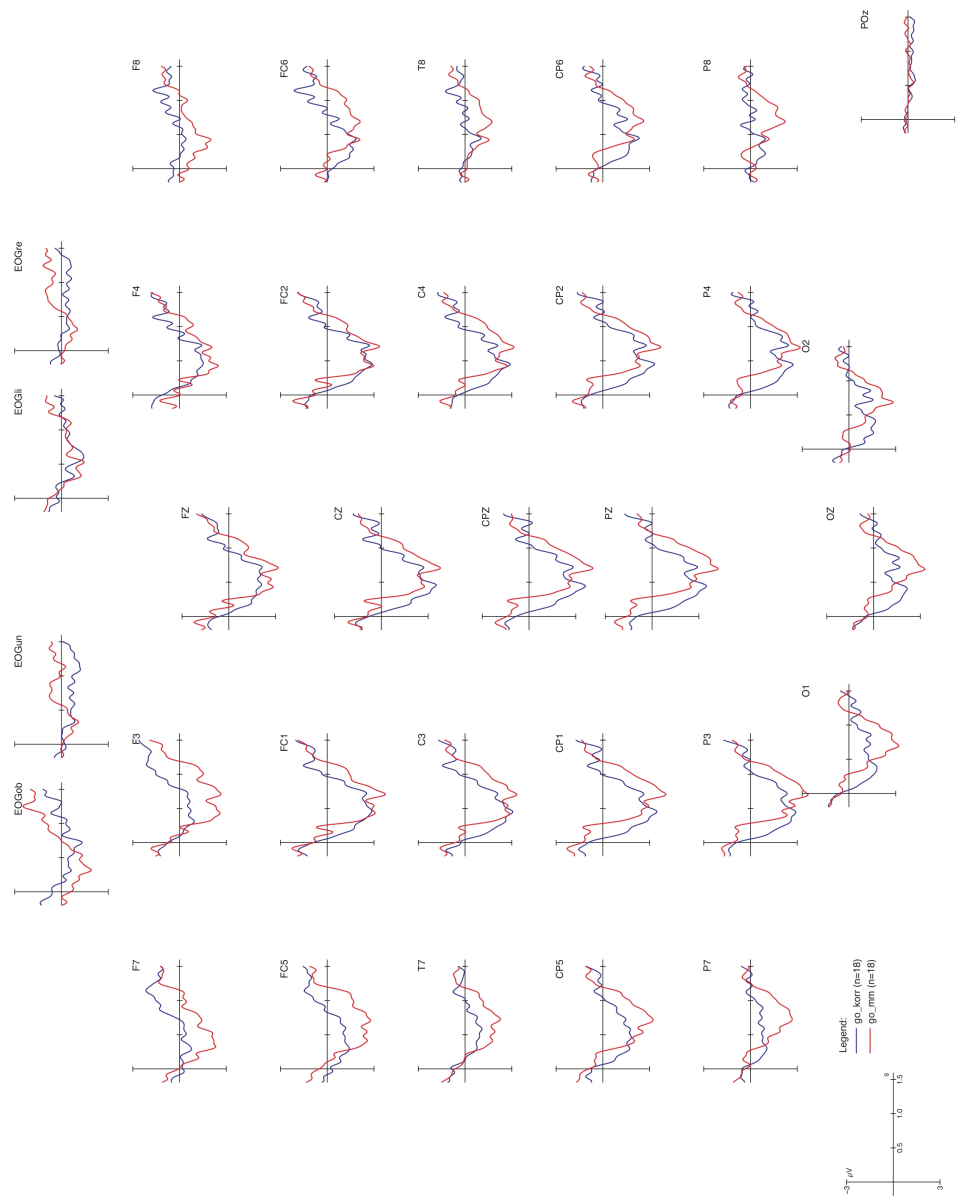 EOGob
EOGun
EOGli
EOGre
F7
F3
FZ
F4
F8
FC5
FC1
FC2
FC6
T7
C3
CZ
C4
T8
CP5
CP1
CPZ
CP2
CP6
P7
P3
PZ
P4
P8
O1
OZ
O2
POz
Legend:
go_korr (n=18)
go_mm (n=18)
−3 μV
s
0.5 1.0 1.5
3